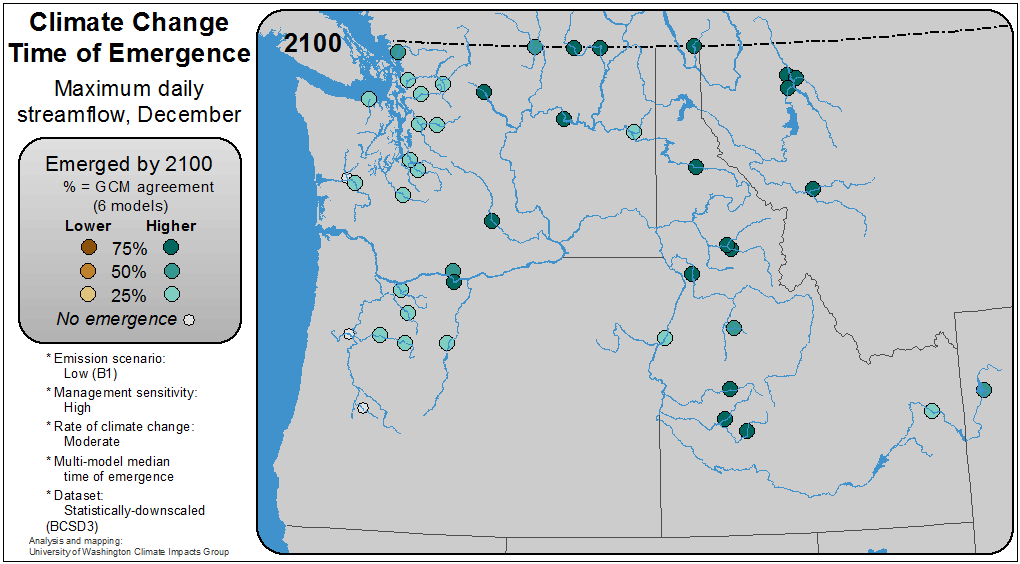 Climate Change
Time of Emergence
Maximum daily
streamflow, December
Emerged by 2100
% = GCM agreement
(6 models)
Lower Higher
75%
50%
25%
No emergence
* Emission scenario:
Low (B1)
* Management sensitivity:
High
* Rate of climate change:
Moderate
* Multi-model median
time of emergence
* Dataset:
Statistically-downscaled
(BCSD3)
Analysis and mapping:
University of Washington Climate Impacts Group
2100